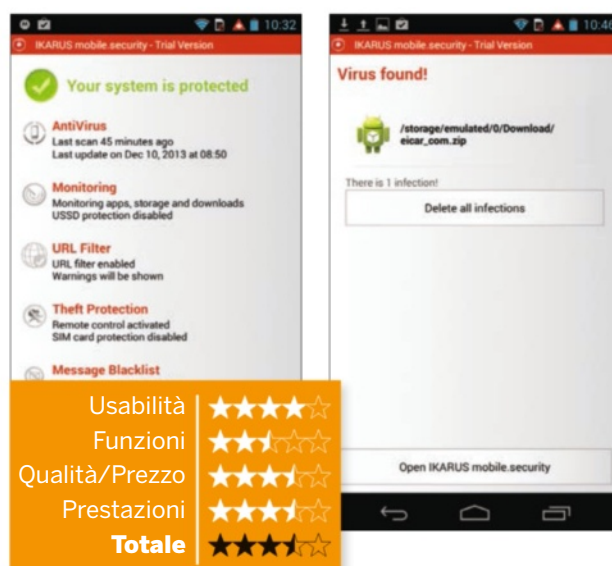 10:32
IKARUS mobile.security - Trial Version
Your system is protected
AntiVirus
Last scan 45 minutes ago
Last update on Dec 10, 2013 at 08:50
Monitoring
Monitoring apps, storage and downloads
USSD protection disabled
URL Filter
URL filter enabled
Warnings will be shown
Theft Protection
Remote control activated
SIM card protection disabled
Message Blacklist
10:46
IKARUS mobile.security - Trial Version
Virus found!
/storage/emulated/0/Download/
eicar_com.zip
There is 1 infection!
Delete all infections
Open IKARUS mobile.security
Usabilità
Funzioni
Qualità/Prezzo
Prestazioni
Totale